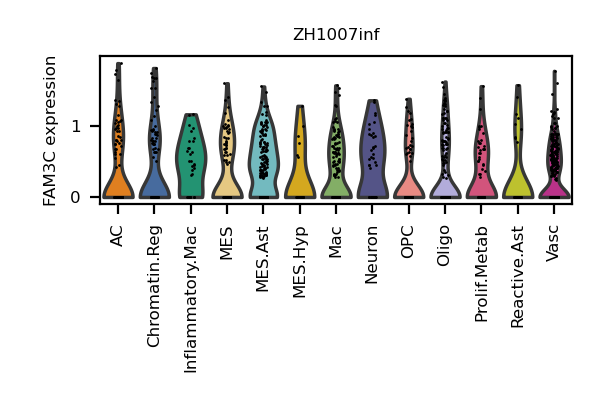 ZH1007inf
FAM3C expression
1
0
AC
Chromatin.Reg
Inflammatory.Mac
MES
MES.Ast
MES.Hyp
Mac
Neuron
OPC
Oligo
Prolif.Metab
Reactive.Ast
Vasc